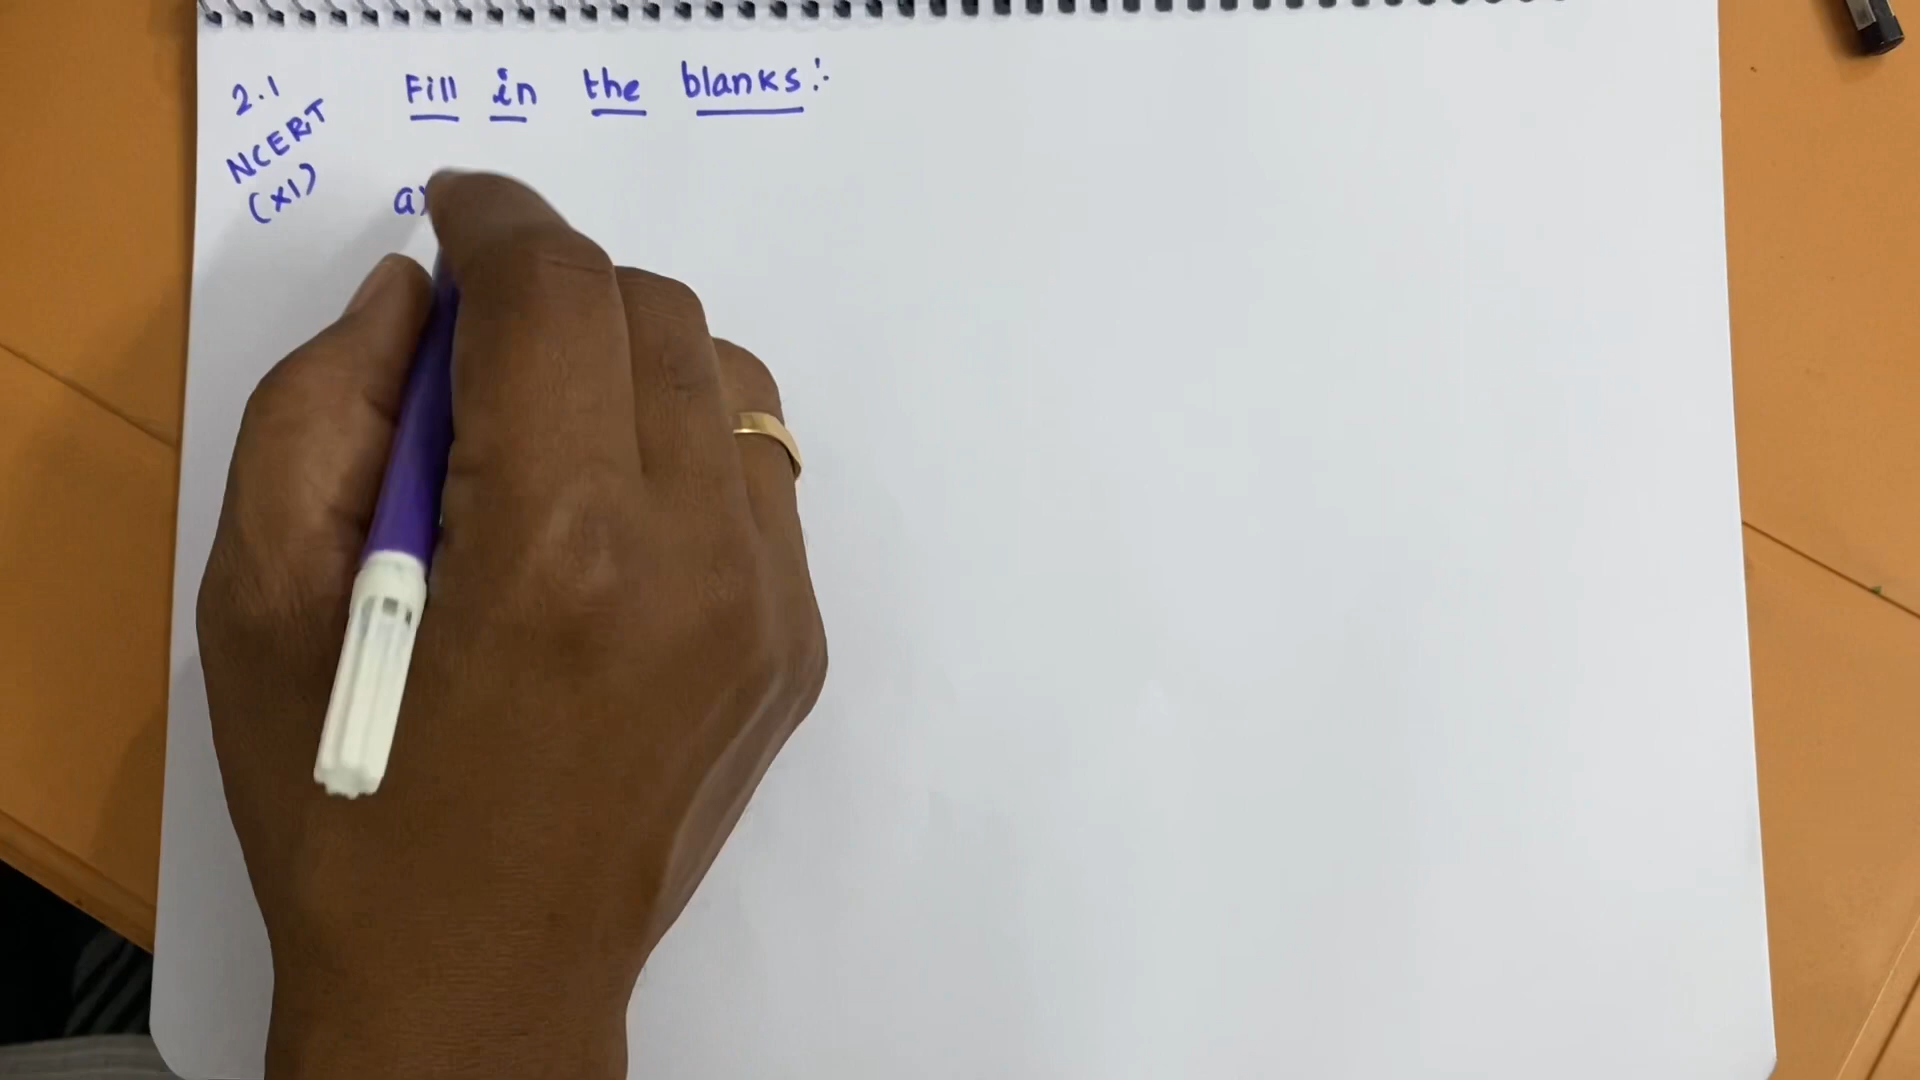 2.1
NCERT
(XI)
Fill in the blanks:-
a)